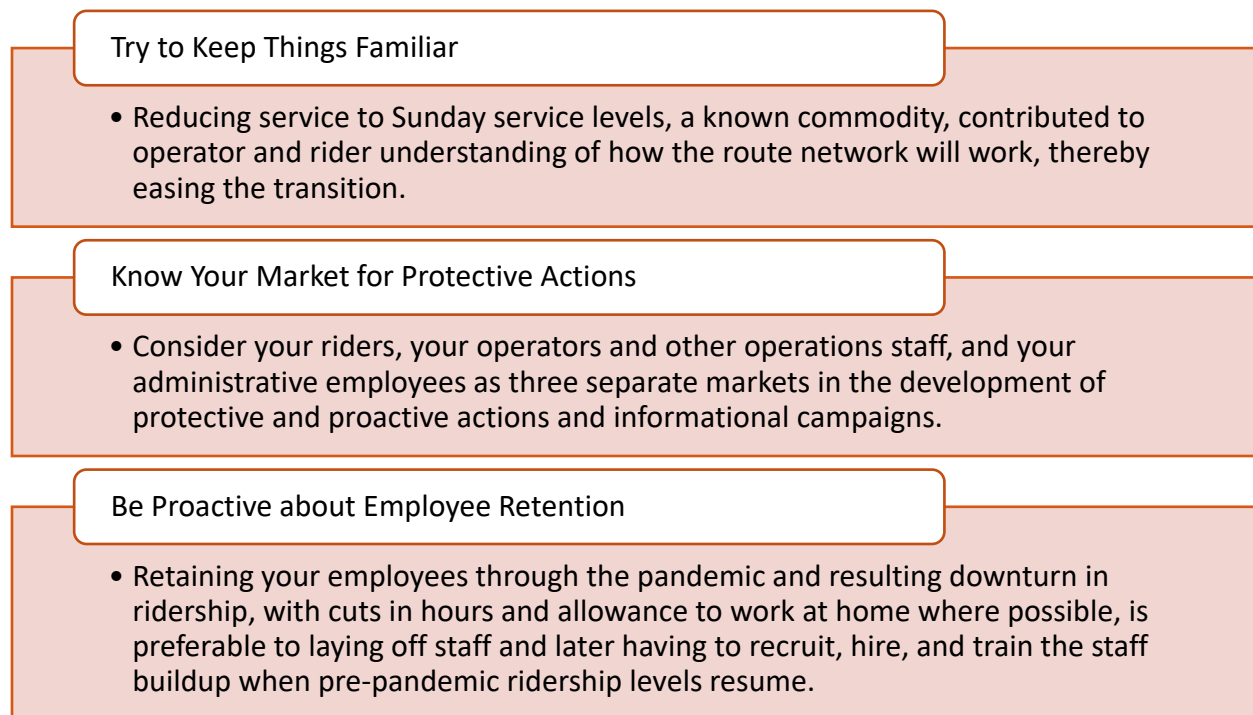 Try to Keep Things Familiar
• Reducing service to Sunday service levels, a known commodity, contributed to
operator and rider understanding of how the route network will work, thereby
easing the transition.
Know Your Market for Protective Actions
• Consider your riders, your operators and other operations staff, and your
administrative employees as three separate markets in the development of
protective and proactive actions and informational campaigns.
Be Proactive about Employee Retention
• Retaining your employees through the pandemic and resulting downturn in
ridership, with cuts in hours and allowance to work at home where possible, is
preferable to laying off staff and later having to recruit, hire, and train the staff
buildup when pre-pandemic ridership levels resume.